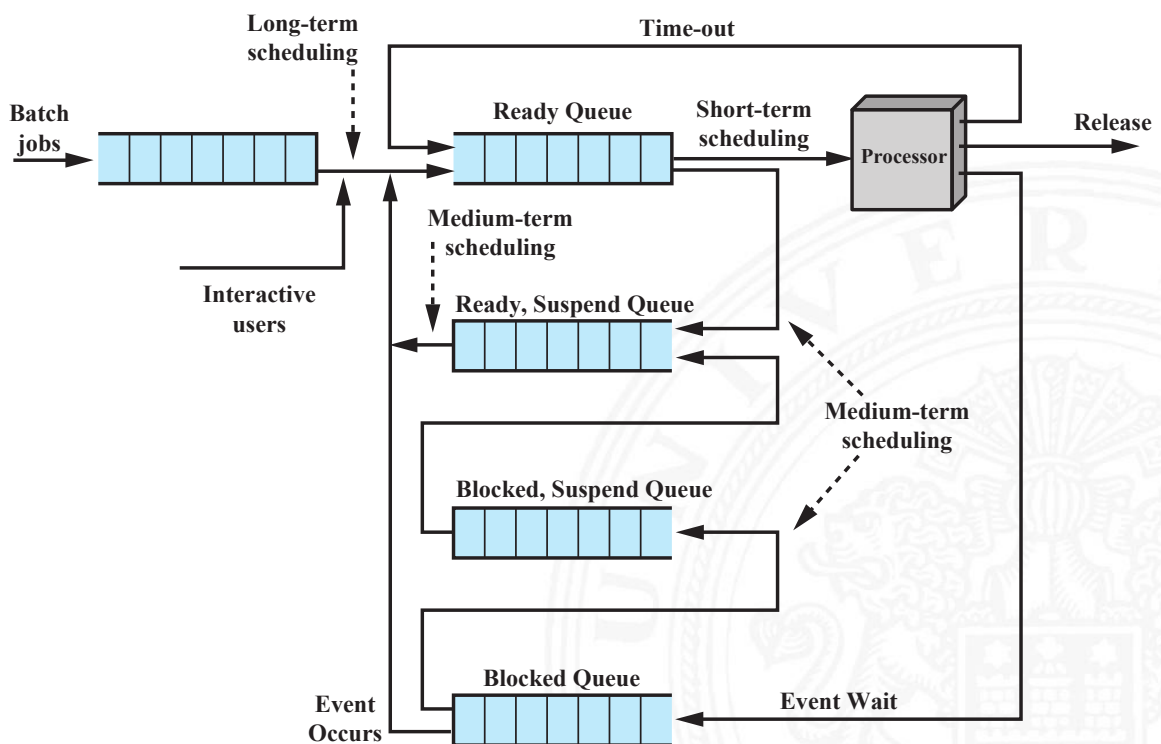 Long-term
scheduling
Time-out
Batch
jobs
Ready Queue
Short-term
scheduling
Release
Processor
Medium-term
scheduling
Interactive
users
Ready, Suspend Queue
Medium-term
scheduling
Blocked, Suspend Queue
Blocked Queue
Event
Occurs
Event Wait
U N I V E R